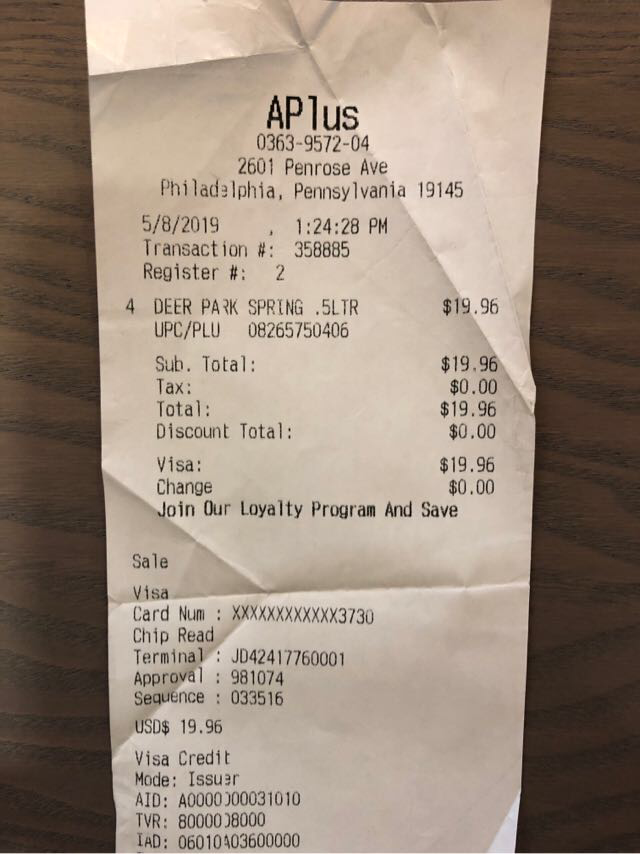 APlus
0363-9572-04
2601 Penrose Ave
Philadelphia, Pennsylvania 19145
5/8/2019 , 1:24:28 PM
Transaction #: 358885
Register #: 2
4 DEER PARK SPRING .5LTR $19.96
UPC/PLU 08265750406
Sub. Total: $19.96
Tax: $0.00
Total: $19.96
Discount Total: $0.00
Visa: $19.96
Change $0.00
Join Our Loyalty Program And Save
Sale
Visa
Card Num : XXXXXXXXXXXX3730
Chip Read
Terminal : JD42417760001
Approval : 981074
Sequence : 033516
USD$ 19.96
Visa Credit
Mode: Issuer
AID: A0000000031010
TVR: 8000008000
IAD: 06010A03600000